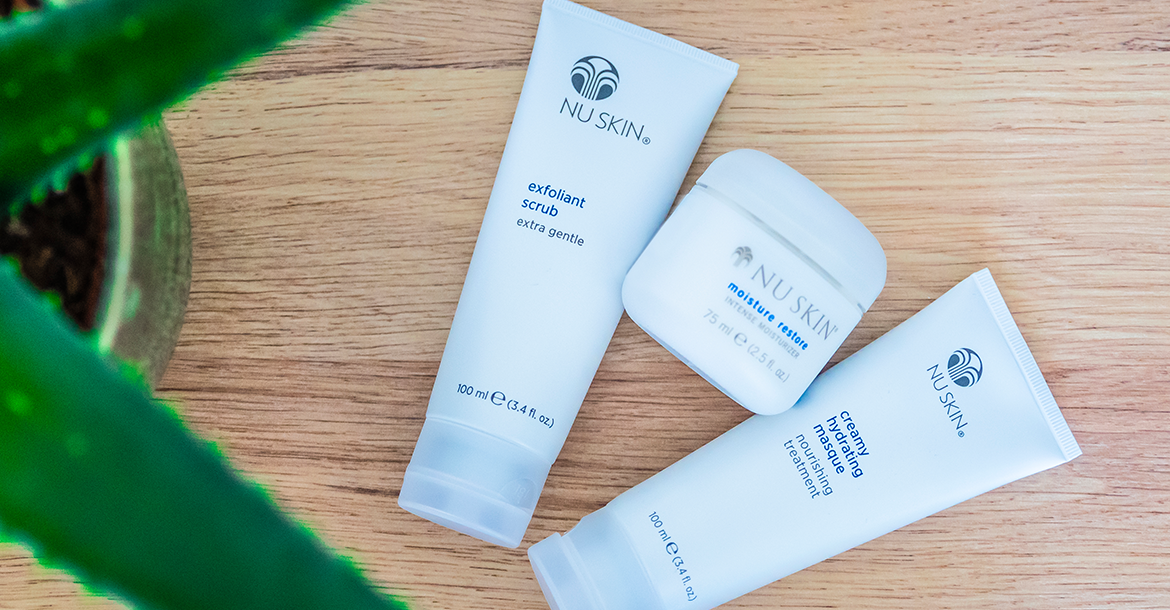 NU SKIN®
exfoliant
scrub
extra gentle
100 ml ℮ (3.4 fl. oz.)
NU SKIN®
moisture restore
INTENSE MOISTURIZER
75 ml ℮ (2.5 fl. oz.)
NU SKIN®
creamy
hydrating
masque
nourishing
treatment
100 ml ℮ (3.4 fl. oz.)